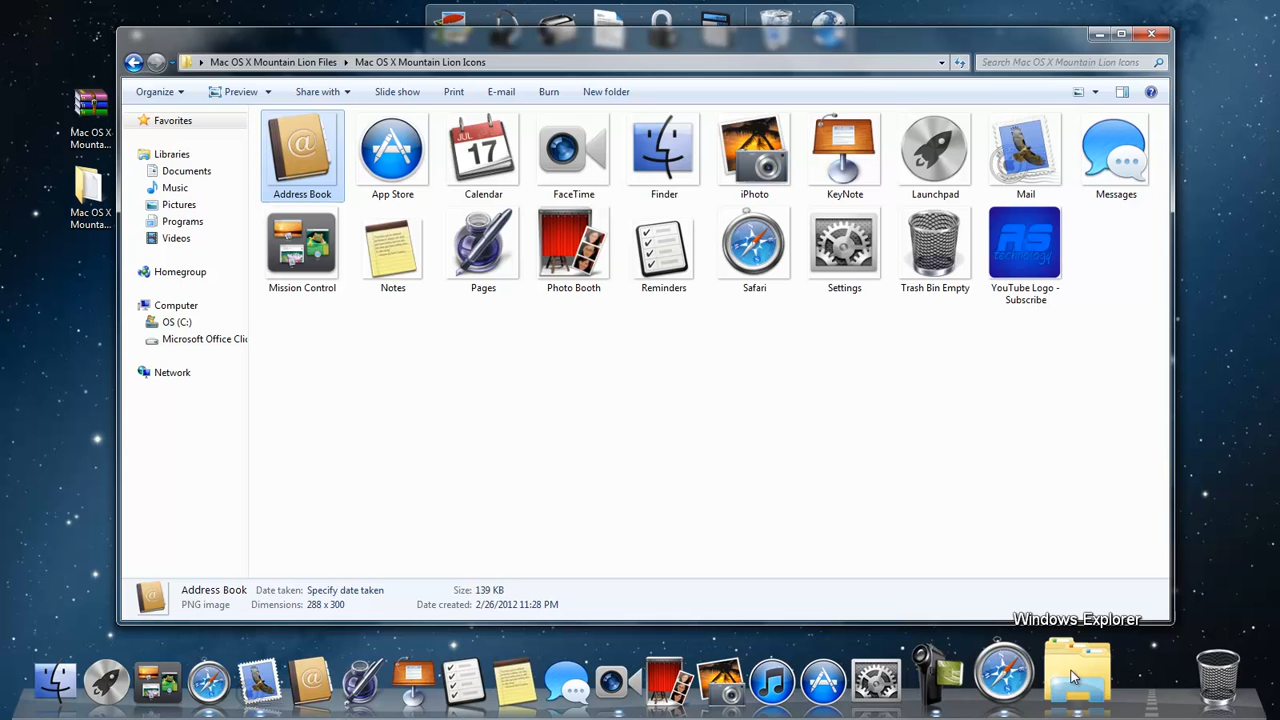 Mac OS X Mountain Lion Files
Mac OS X Mountain Lion Icons
Search Mac OS X Mountain Lion Icons
Organize
Preview
Share with
Slide show
Print
E-mail
Burn
New folder
Mac OS X
Mounta...
Mac OS X
Mounta...
Favorites
Libraries
Documents
Music
Pictures
Programs
Videos
Homegroup
Computer
OS (C:)
Microsoft Office Clic
Network
JUL
17
Address Book
App Store
Calendar
FaceTime
Finder
iPhoto
KeyNote
Launchpad
Mail
Messages
AS
technology
Mission Control
Notes
Pages
Photo Booth
Reminders
Safari
Settings
Trash Bin Empty
YouTube Logo -
Subscribe
Address Book
Date taken: Specify date taken
Size: 139 KB
PNG image
Dimensions: 288 x 300
Date created: 2/26/2012 11:28 PM
Windows Explorer